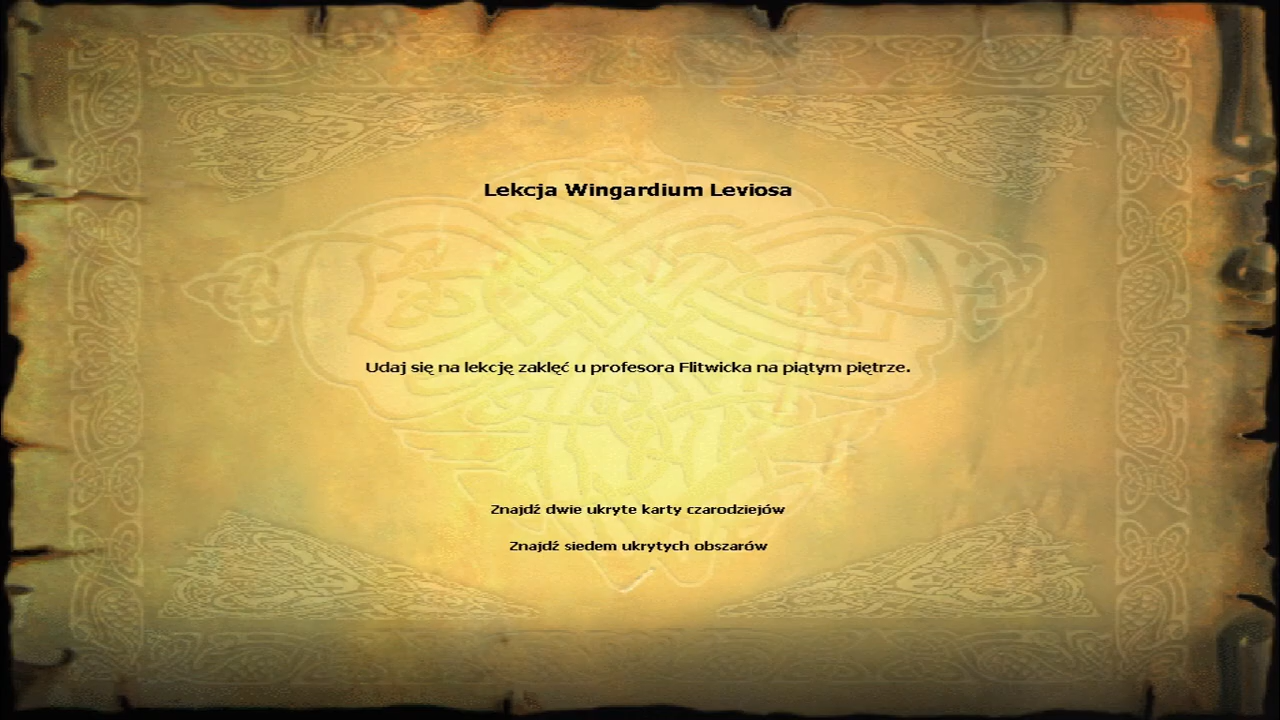 Lekcja Wingardium Leviosa
Udaj się na lekcję zaklęć u profesora Flitwicka na piątym piętrze.
Znajdź dwie ukryte karty czarodziejów
Znajdź siedem ukrytych obszarów